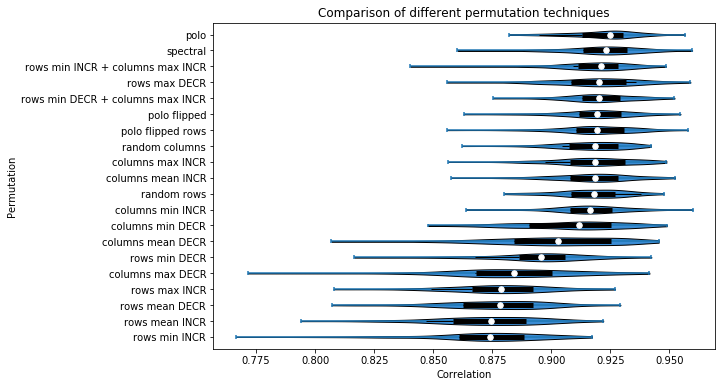 Comparison of different permutation techniques
polo
spectral
rows min INCR + columns max INCR
rows max DECR
rows min DECR + columns max INCR
polo flipped
polo flipped rows
random columns
columns max INCR
columns mean INCR
random rows
columns min INCR
columns min DECR
columns mean DECR
rows min DECR
columns max DECR
rows max INCR
rows mean DECR
rows mean INCR
rows min INCR
Permutation
0.775 0.800 0.825 0.850 0.875 0.900 0.925 0.950
Correlation